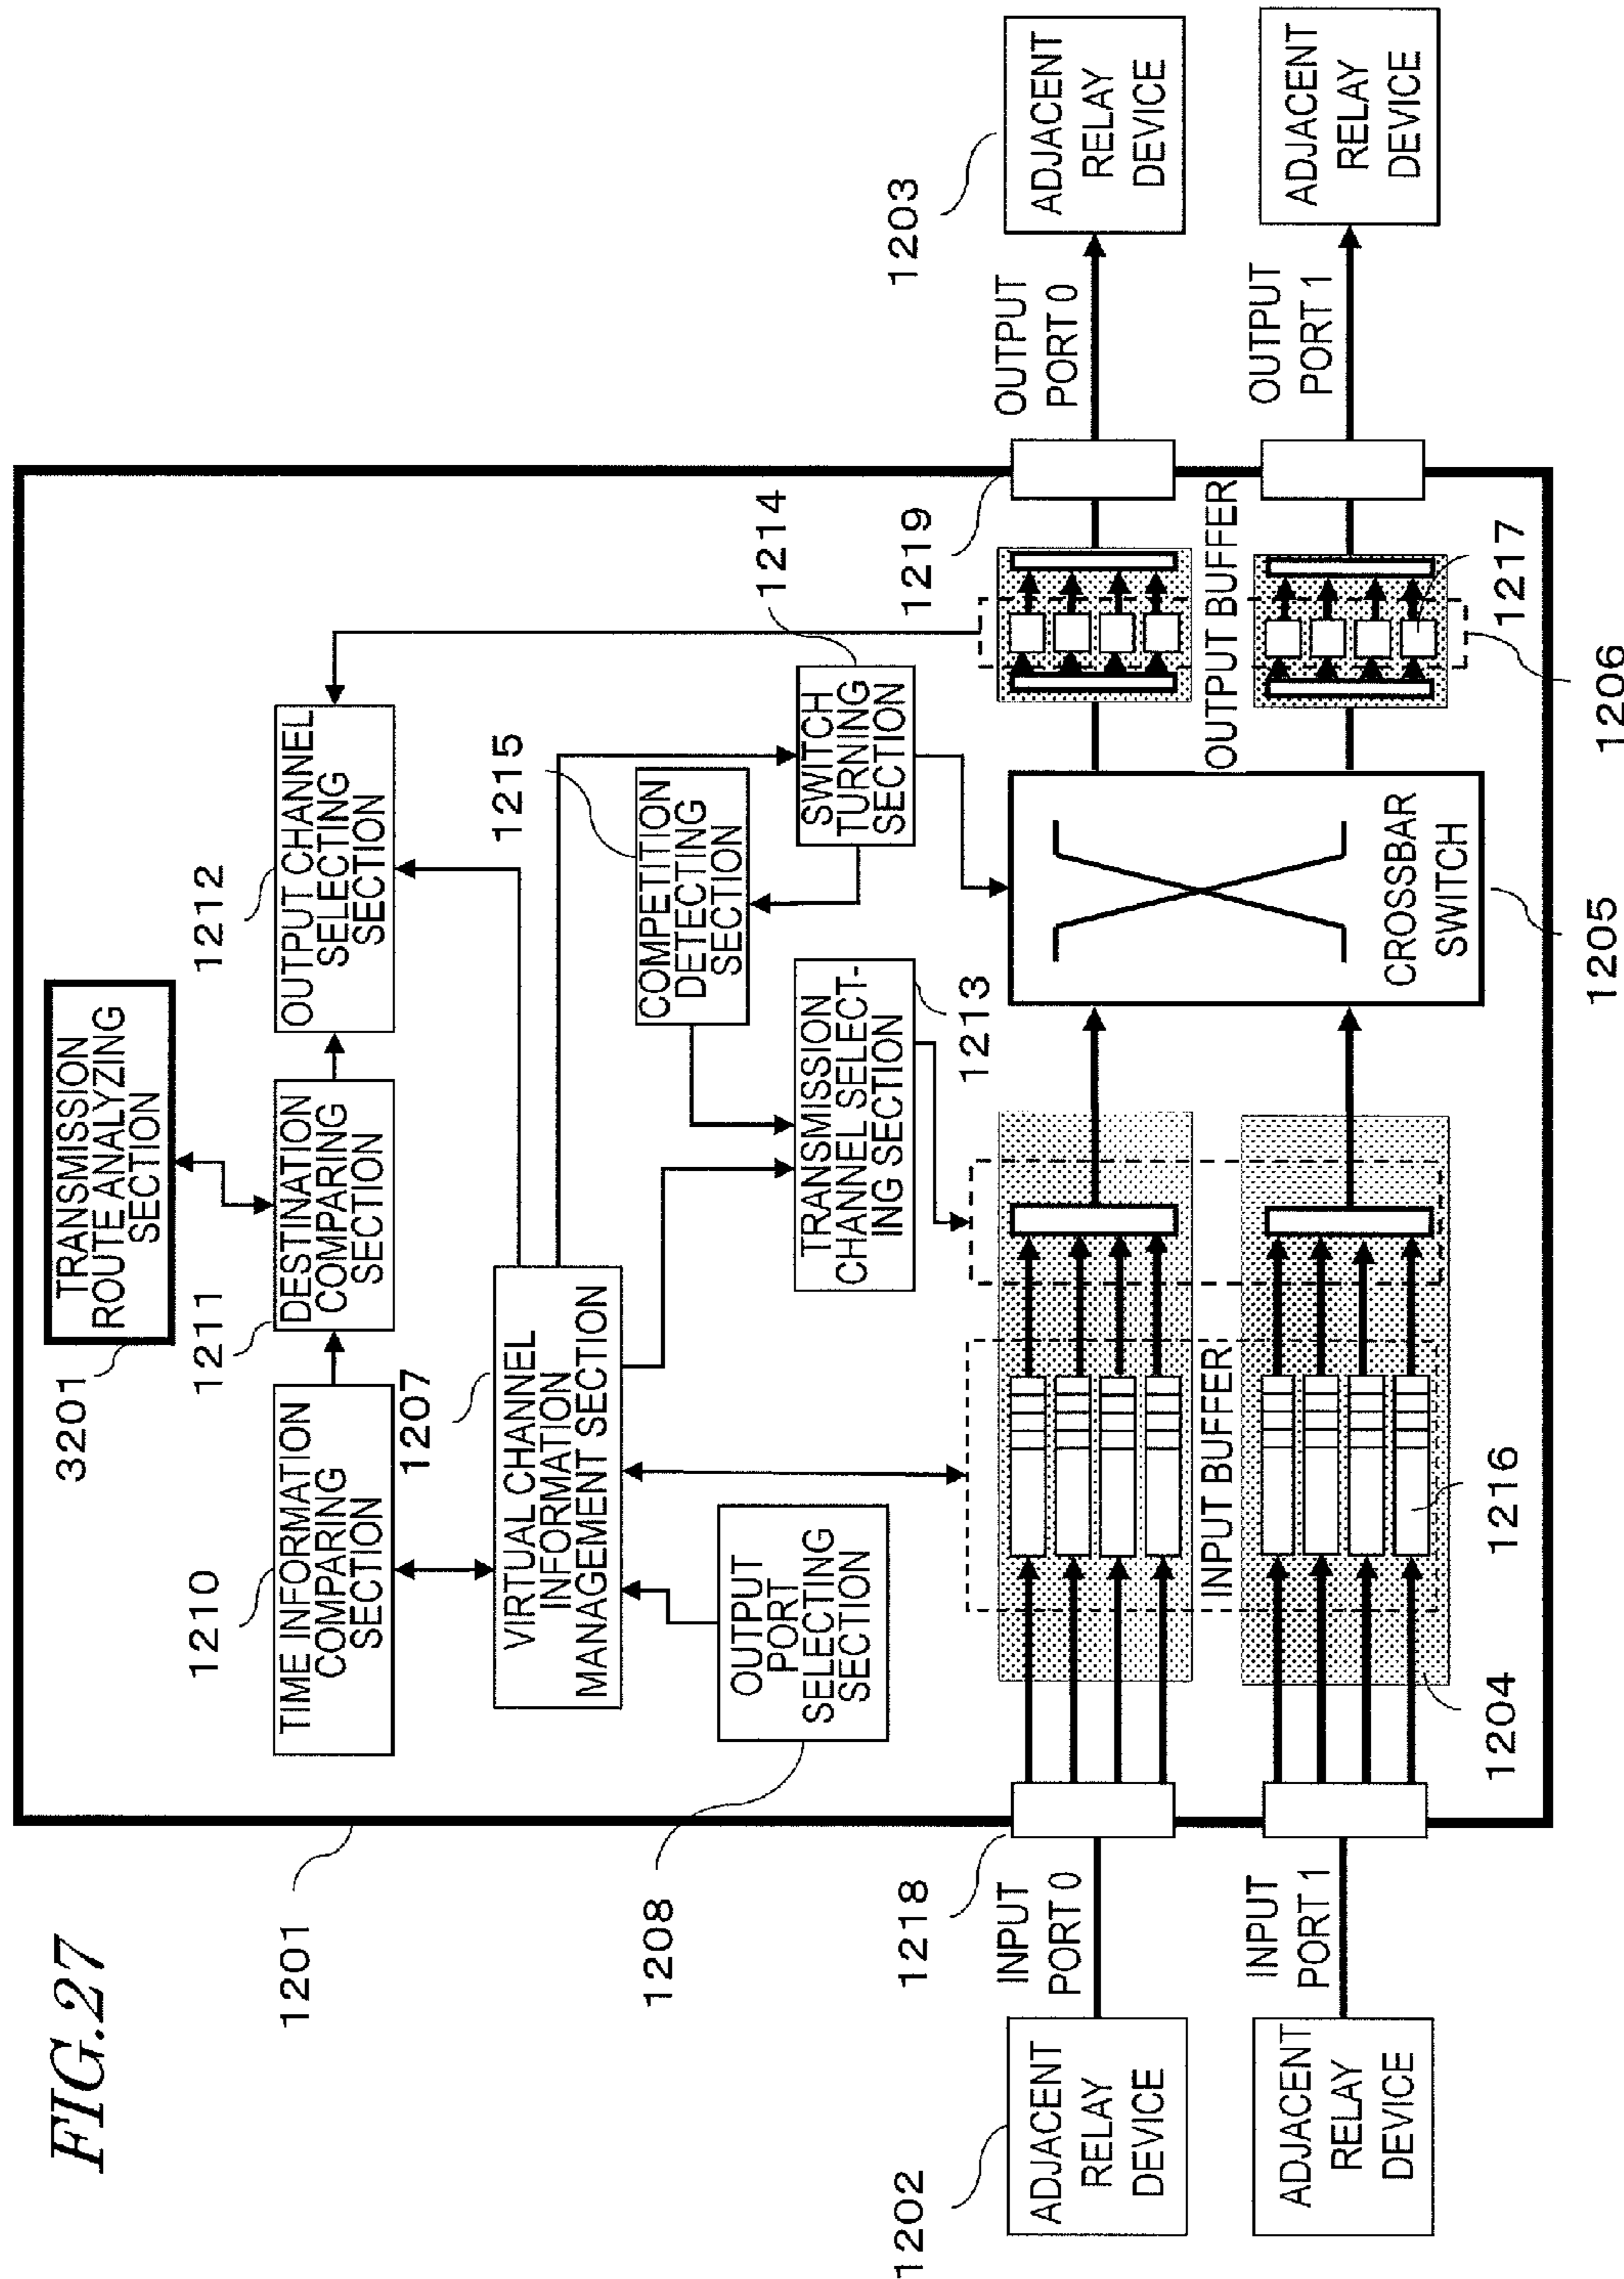 FIG.27
1201
3201
TRANSMISSION
ROUTE ANALYZING
SECTION
1210
TIME INFORMATION
COMPARING
SECTION
1211
DESTINATION
COMPARING
SECTION
1212
OUTPUT CHANNEL
SELECTING
SECTION
1207
VIRTUAL CHANNEL
INFORMATION
MANAGEMENT SECTION
1215
COMPETITION
DETECTING
SECTION
1214
SWITCH
TURNING
SECTION
1208
OUTPUT
PORT
SELECTING
SECTION
TRANSMISSION
CHANNEL SELECT-
ING SECTION
1213
1202
ADJACENT
RELAY
DEVICE
INPUT
PORT 0
1218
1219
OUTPUT
PORT 0
1203
ADJACENT
RELAY
DEVICE
INPUT BUFFER
OUTPUT BUFFER
ADJACENT
RELAY
DEVICE
INPUT
PORT 1
1204
1216
CROSSBAR
SWITCH
1205
1217
1206
OUTPUT
PORT 1
ADJACENT
RELAY
DEVICE